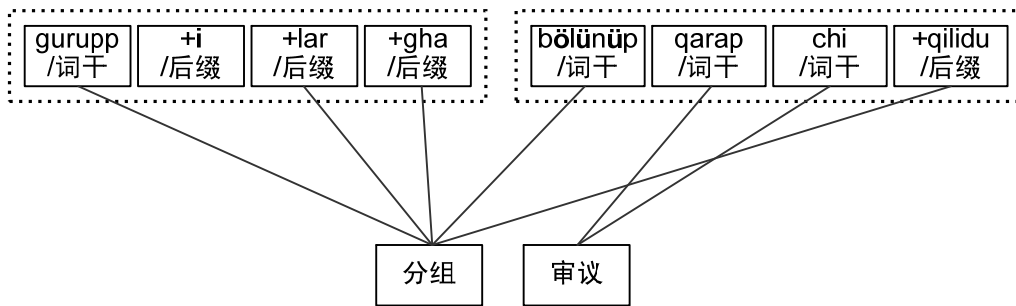 gurupp +i +lar +gha bölünüp qarap chi +qilidu
/词干 /后缀 /后缀 /后缀 /词干 /词干 /词干 /后缀
分组 审议